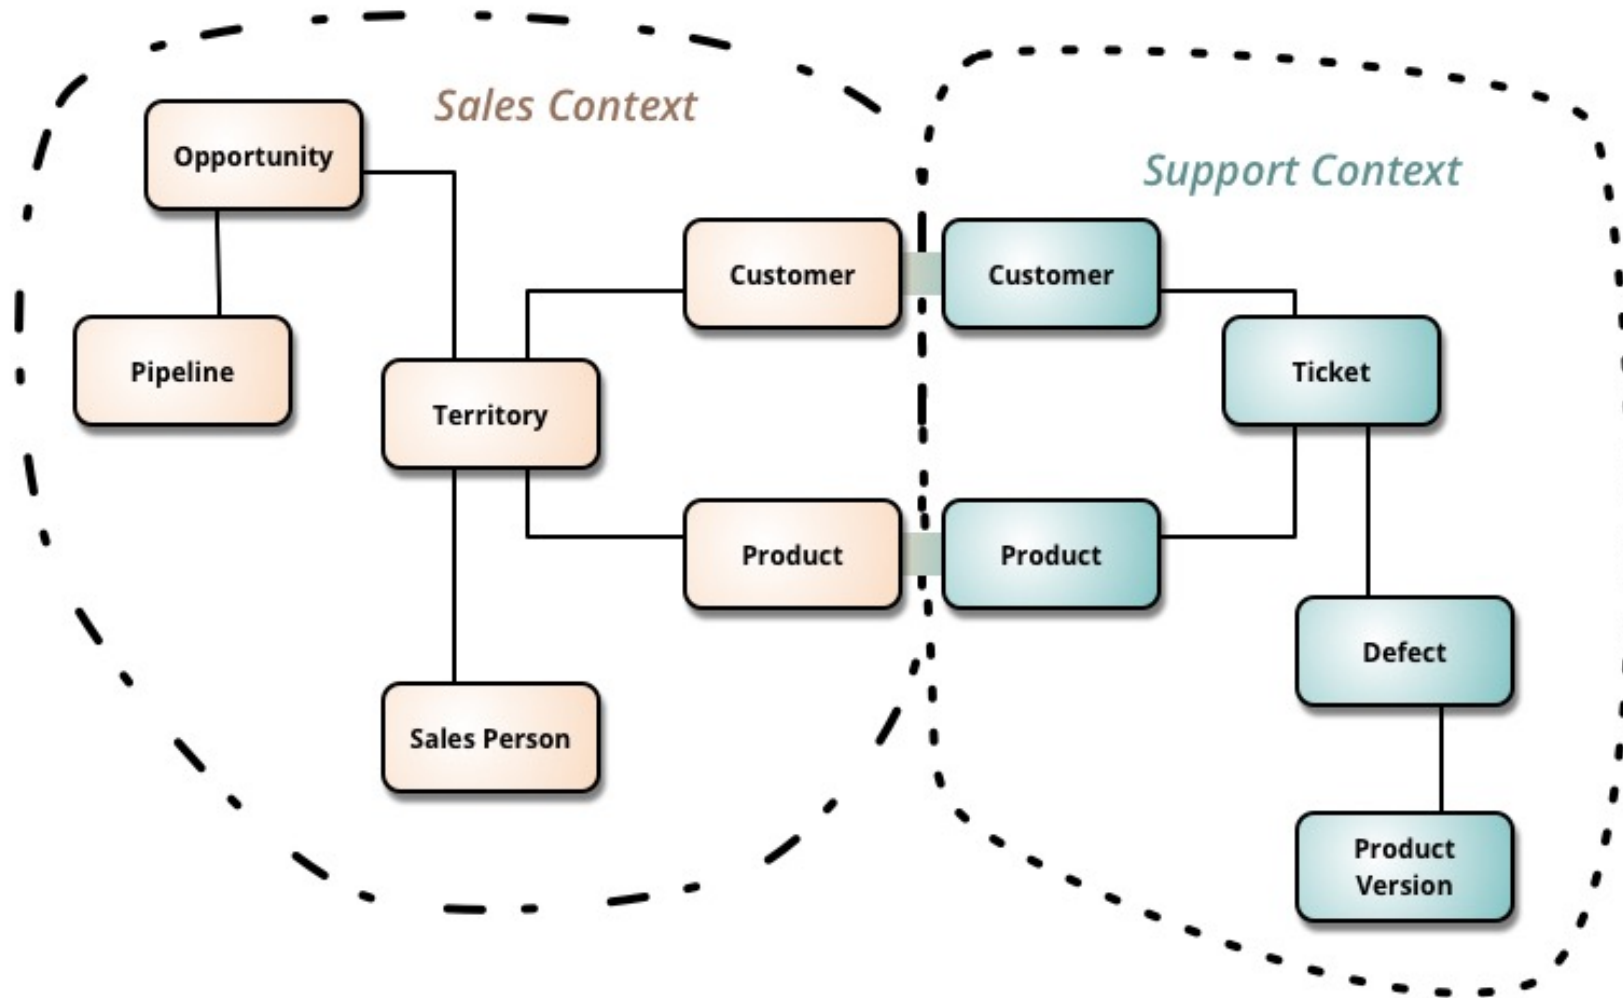 Sales Context
Opportunity
Support Context
Customer
Customer
Pipeline
Ticket
Territory
Product
Product
Defect
Sales Person
Product
Version